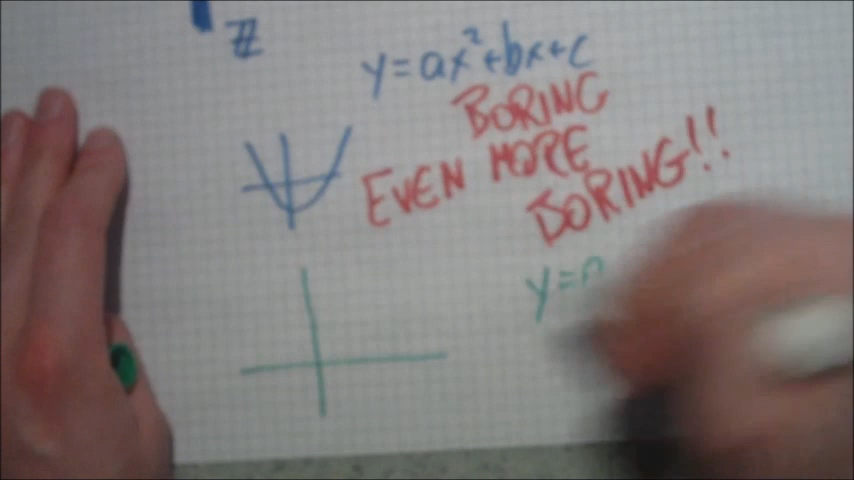 y=ax²+bx+c
BORING
EVEN MORE
BORING!!
y=